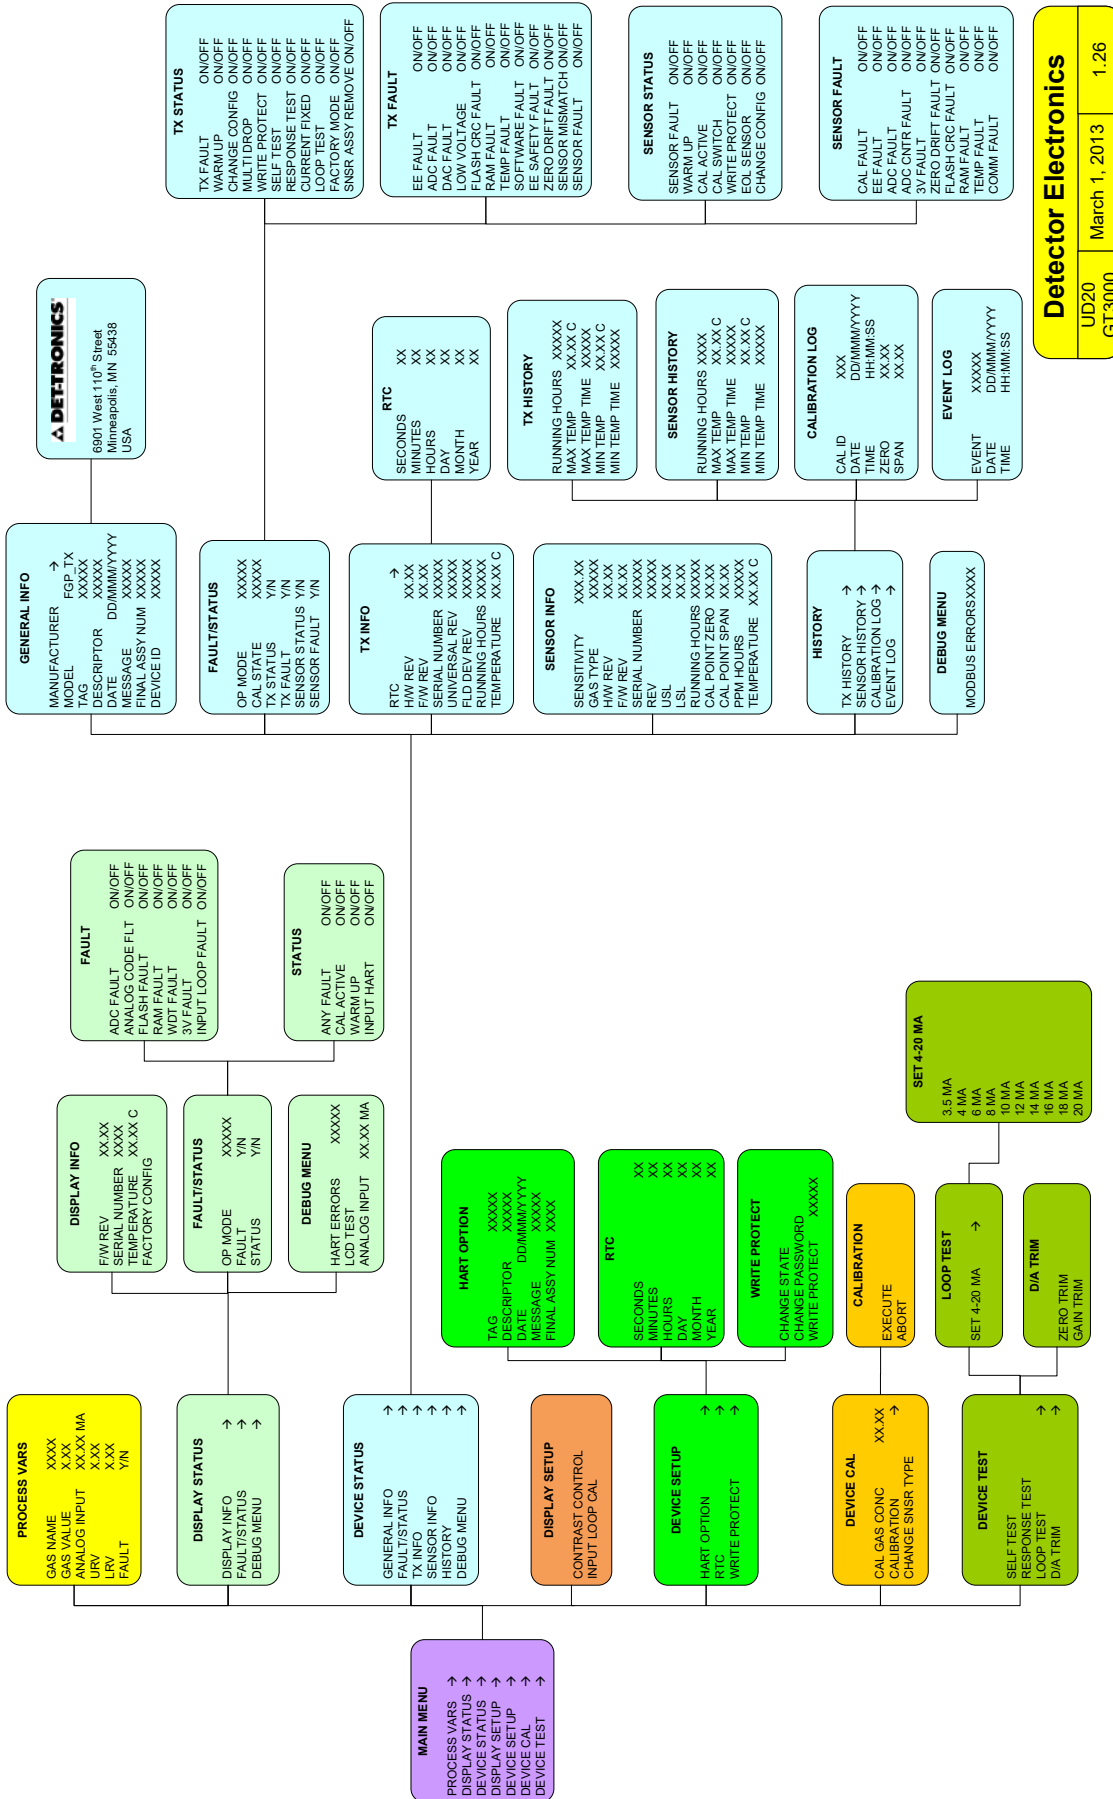 MAIN MENU
PROCESS VARS →
DISPLAY STATUS →
DEVICE STATUS →
DISPLAY SETUP →
DEVICE SETUP →
DEVICE CAL →
DEVICE TEST →
PROCESS VARS
GAS NAME XXXX
GAS VALUE X.XX
ANALOG INPUT XX.XX MA
URV X.XX
LRV X.XX
FAULT Y/N
DISPLAY STATUS
DISPLAY INFO →
FAULT/STATUS →
DEBUG MENU →
DEVICE STATUS
GENERAL INFO →
FAULT/STATUS →
TX INFO →
SENSOR INFO →
HISTORY →
DEBUG MENU →
DISPLAY SETUP
CONTRAST CONTROL
INPUT LOOP CAL
DEVICE SETUP
HART OPTION →
RTC →
WRITE PROTECT →
DEVICE CAL
CAL GAS CONC XX.XX
CALIBRATION →
CHANGE SNSR TYPE
DEVICE TEST
SELF TEST
RESPONSE TEST
LOOP TEST →
D/A TRIM →
DISPLAY INFO
F/W REV XX.XX
SERIAL NUMBER XXXX
TEMPERATURE XX.XX C
FACTORY CONFIG
FAULT/STATUS
OP MODE XXXXX
FAULT Y/N
STATUS Y/N
DEBUG MENU
HART ERRORS XXXXX
LCD TEST
ANALOG INPUT XX.XX MA
FAULT
ADC FAULT ON/OFF
ANALOG CODE FLT ON/OFF
FLASH FAULT ON/OFF
RAM FAULT ON/OFF
WDT FAULT ON/OFF
3V FAULT ON/OFF
INPUT LOOP FAULT ON/OFF
STATUS
ANY FAULT ON/OFF
CAL ACTIVE ON/OFF
WARM UP ON/OFF
INPUT HART ON/OFF
HART OPTION
TAG XXXXX
DESCRIPTOR XXXXX
DATE DD/MMM/YYYY
MESSAGE XXXXX
FINAL ASSY NUM XXXX
RTC
SECONDS XX
MINUTES XX
HOURS XX
DAY XX
MONTH XX
YEAR XX
WRITE PROTECT
CHANGE STATE
CHANGE PASSWORD
WRITE PROTECT XXXXX
CALIBRATION
EXECUTE
ABORT
LOOP TEST
SET 4-20 MA →
D/A TRIM
ZERO TRIM
GAIN TRIM
SET 4-20 MA
3.5 MA
4 MA
6 MA
8 MA
10 MA
12 MA
14 MA
16 MA
18 MA
20 MA
GENERAL INFO
MANUFACTURER →
MODEL FGP_TX
TAG XXXXX
DESCRIPTOR XXXXX
DATE DD/MMM/YYYY
MESSAGE XXXXX
FINAL ASSY NUM XXXXX
DEVICE ID XXXXX
FAULT/STATUS
OP MODE XXXXX
CAL STATE XXXXX
TX STATUS Y/N
TX FAULT Y/N
SENSOR STATUS Y/N
SENSOR FAULT Y/N
TX INFO
RTC →
H/W REV XX.XX
F/W REV XX.XX
SERIAL NUMBER XXXXX
UNIVERSAL REV XXXXX
FLD DEV REV XXXXX
RUNNING HOURS XXXXX
TEMPERATURE XX.XX C
SENSOR INFO
SENSITIVITY XXX.XX
GAS TYPE XXXXX
H/W REV XX.XX
F/W REV XX.XX
SERIAL NUMBER XXXXX
REV XXXXX
USL XX.XX
LSL XX.XX
RUNNING HOURS XXXXX
CAL POINT ZERO XX.XX
CAL POINT SPAN XX.XX
PPM HOURS XXXXX
TEMPERATURE XX.XX C
HISTORY
TX HISTORY →
SENSOR HISTORY →
CALIBRATION LOG →
EVENT LOG →
DEBUG MENU
MODBUS ERRORS XXXX
DET-TRONICS
6901 West 110th Street
Minneapolis, MN 55438
USA
RTC
SECONDS XX
MINUTES XX
HOURS XX
DAY XX
MONTH XX
YEAR XX
TX HISTORY
RUNNING HOURS XXXXX
MAX TEMP XX.XX C
MAX TEMP TIME XXXXX
MIN TEMP XX.XX C
MIN TEMP TIME XXXXX
SENSOR HISTORY
RUNNING HOURS XXXX
MAX TEMP XX.XX C
MAX TEMP TIME XXXXX
MIN TEMP XX.XX C
MIN TEMP TIME XXXXX
CALIBRATION LOG
CAL ID XXX
DATE DD/MMM/YYYY
TIME HH:MM:SS
ZERO XX.XX
SPAN XX.XX
EVENT LOG
EVENT XXXXX
DATE DD/MMM/YYYY
TIME HH:MM:SS
TX STATUS
TX FAULT ON/OFF
WARM UP ON/OFF
CHANGE CONFIG ON/OFF
MULTI DROP ON/OFF
WRITE PROTECT ON/OFF
SELF TEST ON/OFF
RESPONSE TEST ON/OFF
CURRENT FIXED ON/OFF
LOOP TEST ON/OFF
FACTORY MODE ON/OFF
SNSR ASSY REMOVE ON/OFF
TX FAULT
EE FAULT ON/OFF
ADC FAULT ON/OFF
DAC FAULT ON/OFF
LOW VOLTAGE ON/OFF
FLASH CRC FAULT ON/OFF
RAM FAULT ON/OFF
TEMP FAULT ON/OFF
SOFTWARE FAULT ON/OFF
EE SAFETY FAULT ON/OFF
ZERO DRIFT FAULT ON/OFF
SENSOR MISMATCH ON/OFF
SENSOR FAULT ON/OFF
SENSOR STATUS
SENSOR FAULT ON/OFF
WARM UP ON/OFF
CAL ACTIVE ON/OFF
CAL SWITCH ON/OFF
WRITE PROTECT ON/OFF
EOL SENSOR ON/OFF
CHANGE CONFIG ON/OFF
SENSOR FAULT
CAL FAULT ON/OFF
EE FAULT ON/OFF
ADC FAULT ON/OFF
ADC CNTR FAULT ON/OFF
3V FAULT ON/OFF
ZERO DRIFT FAULT ON/OFF
FLASH CRC FAULT ON/OFF
RAM FAULT ON/OFF
TEMP FAULT ON/OFF
COMM FAULT ON/OFF
Detector Electronics
UD20 March 1, 2013 1.26
GT3000